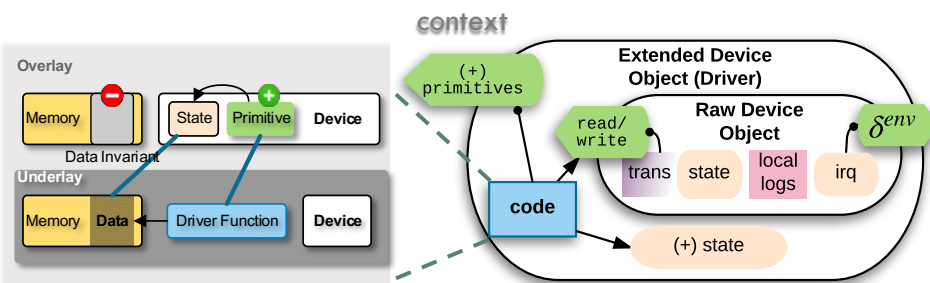 context
Overlay
Memory
State
Primitive
Device
Data Invariant
Underlay
Memory
Data
Driver Function
Device
(+)
primitives
Extended Device
Object (Driver)
Raw Device
Object
read/
write
δenv
trans
state
local
logs
irq
code
(+) state